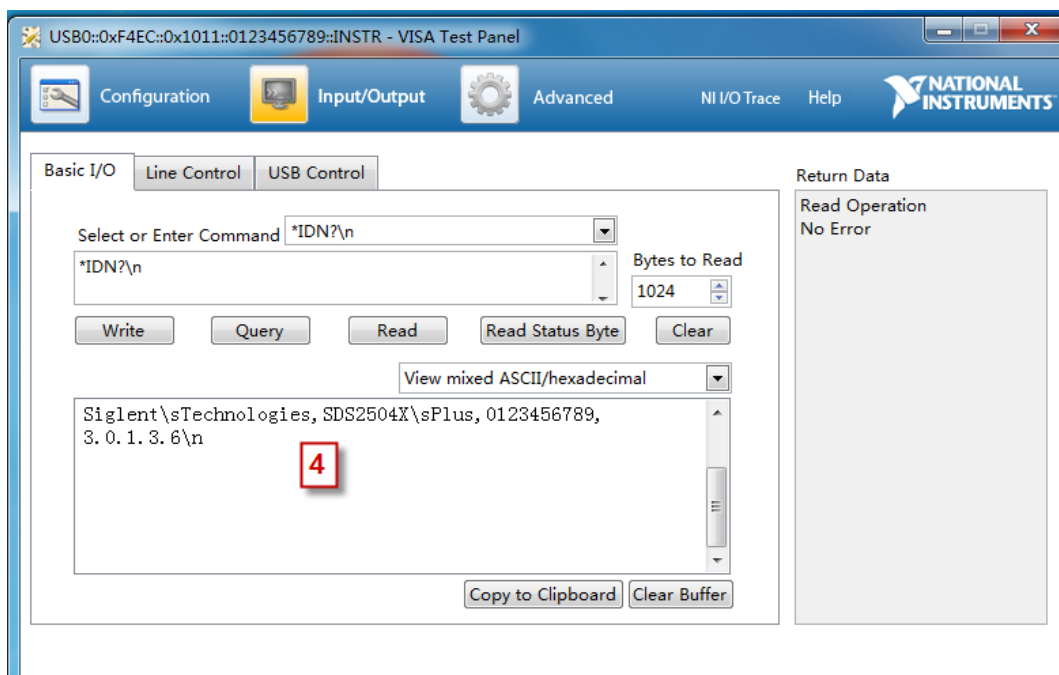 USB0::0xF4EC::0x1011::0123456789::INSTR - VISA Test Panel
Configuration
Input/Output
Advanced
NI I/O Trace
Help
NATIONAL
INSTRUMENTS
Basic I/O
Line Control
USB Control
Select or Enter Command
*IDN?\n
*IDN?\n
Bytes to Read
1024
Write
Query
Read
Read Status Byte
Clear
View mixed ASCII/hexadecimal
Siglent\sTechnologies,SDS2504X\sPlus,0123456789,
3.0.1.3.6\n
4
Copy to Clipboard
Clear Buffer
Return Data
Read Operation
No Error